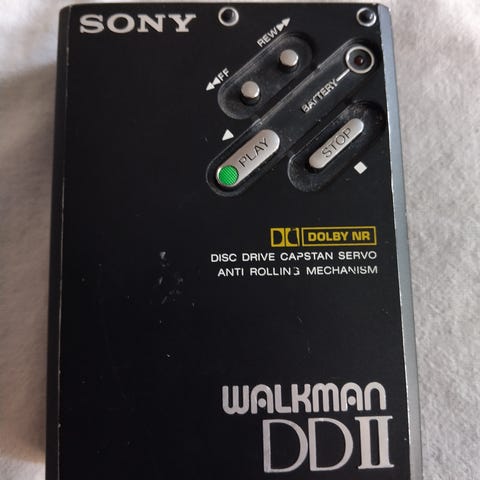 SONY
REW ▶▶
◀◀ FF
BATTERY
▲
PLAY
STOP
■
DOLBY NR
DISC DRIVE CAPSTAN SERVO
ANTI ROLLING MECHANISM
WALKMAN
DDII